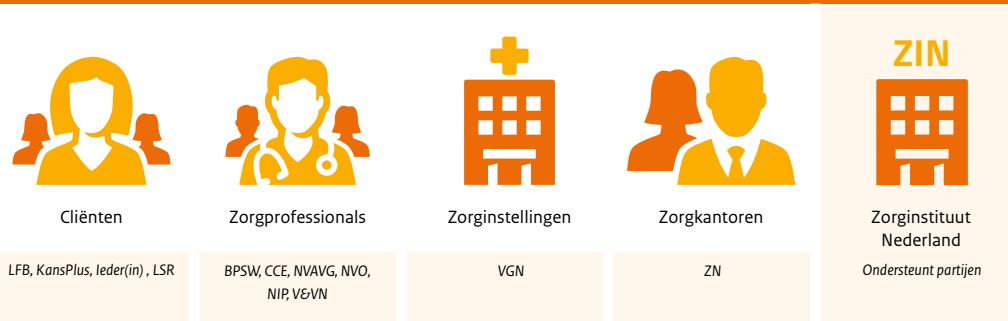 ZIN
Cliënten
Zorgprofessionals
Zorginstellingen
Zorgkantoren
Zorginstituut
Nederland
LFB, KansPlus, Ieder(in) , LSR
BPSW, CCE, NVAVG, NVO,
NIP, V&VN
VGN
ZN
Ondersteunt partijen